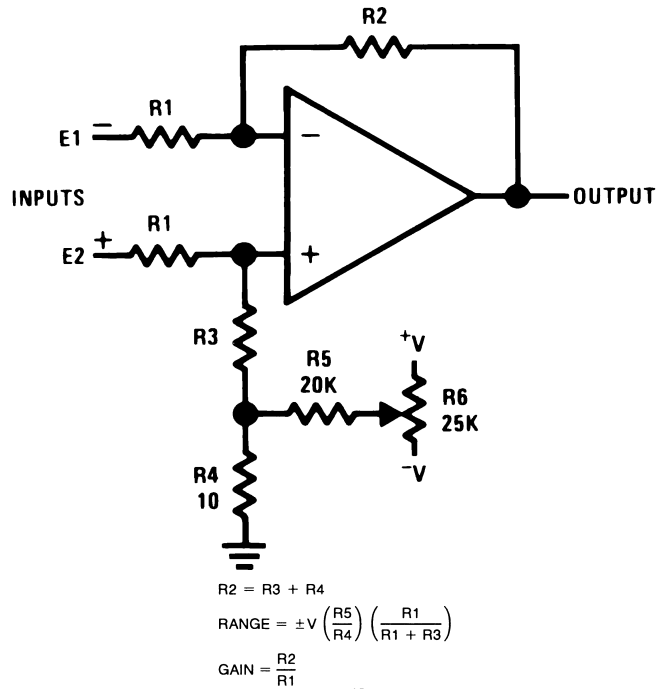 R2
R1
E1 −
−
INPUTS
OUTPUT
R1
E2 +
+
R3
R5
20K
+V
R6
25K
−V
R4
10
R2 = R3 + R4
RANGE = ±V (R5/R4) (R1/(R1 + R3))
GAIN = R2/R1